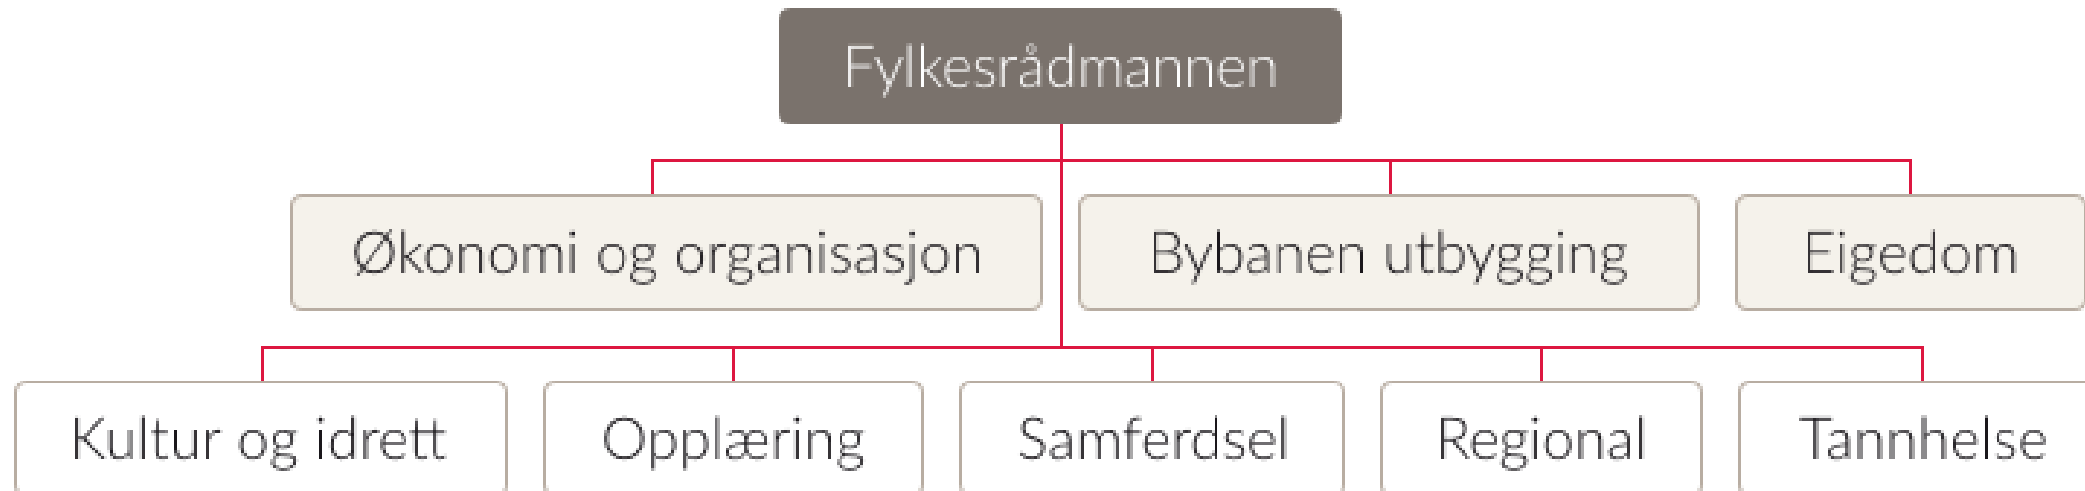 Fylkesrådmannen
Økonomi og organisasjon
Bybanen utbygging
Eigedom
Kultur og idrett
Opplæring
Samferdsel
Regional
Tannhelse